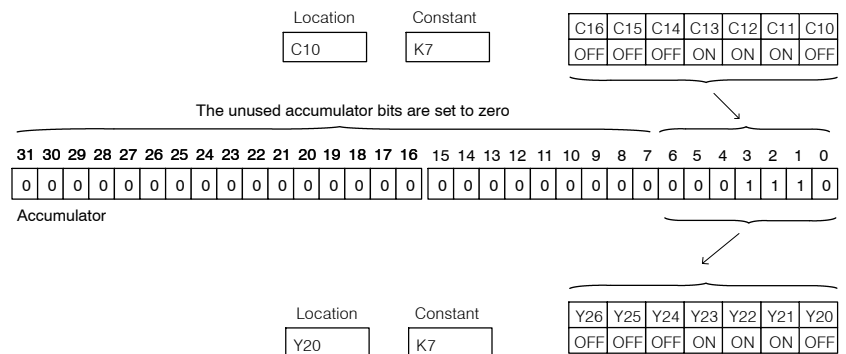 Location Constant
C10 K7
C16 C15 C14 C13 C12 C11 C10
OFF OFF OFF ON ON ON OFF
The unused accumulator bits are set to zero
31 30 29 28 27 26 25 24 23 22 21 20 19 18 17 16 15 14 13 12 11 10 9 8 7 6 5 4 3 2 1 0
0 0 0 0 0 0 0 0 0 0 0 0 0 0 0 0 0 0 0 0 0 0 0 0 0 0 0 0 1 1 1 0
Accumulator
Location Constant
Y20 K7
Y26 Y25 Y24 Y23 Y22 Y21 Y20
OFF OFF OFF ON ON ON OFF